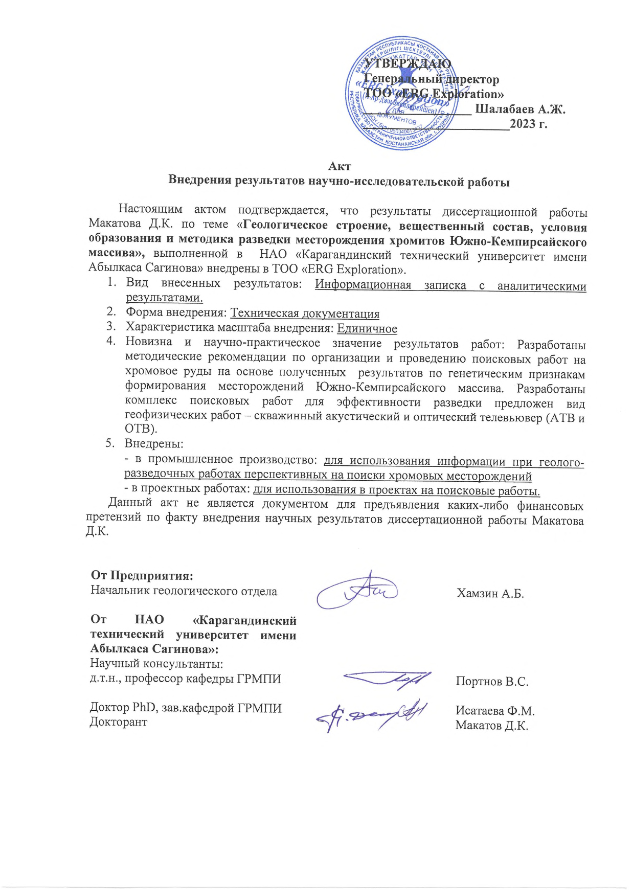 УТВЕРЖДАЮ
Генеральный директор
ТОО «ERG Exploration»
Шалабаев А.Ж.
2023 г.
Акт
Внедрения результатов научно-исследовательской работы
Настоящим актом подтверждается, что результаты диссертационной работы
Макатова Д.К. по теме «Геологическое строение, вещественный состав, условия
образования и методика разведки месторождения хромитов Южно-Кемпирсайского
массива», выполненной в НАО «Карагандинский технический университет имени
Абылкаса Сагинова» внедрены в ТОО «ERG Exploration».
1. Вид внесенных результатов: Информационная записка с аналитическими
результатами.
2. Форма внедрения: Техническая документация
3. Характеристика масштаба внедрения: Единичное
4. Новизна и научно-практическое значение результатов работ: Разработаны
методические рекомендации по организации и проведению поисковых работ на
хромовое руды на основе полученных результатов по генетическим признакам
формирования месторождений Южно-Кемпирсайского массива. Разработаны
комплекс поисковых работ для эффективности разведки предложен вид
геофизических работ – скважинный акустический и оптический телевьювер (АТВ и
ОТВ).
5. Внедрены:
- в промышленное производство: для использования информации при геолого-
разведочных работах перспективных на поиски хромовых месторождений
- в проектных работах: для использования в проектах на поисковые работы.
Данный акт не является документом для предъявления каких-либо финансовых
претензий по факту внедрения научных результатов диссертационной работы Макатова
Д.К.
От Предприятия:
Начальник геологического отдела
Хамзин А.Б.
От НАО «Карагандинский
технический университет имени
Абылкаса Сагинова»:
Научный консультанты:
д.т.н., профессор кафедры ГРМПИ
Портнов В.С.
Доктор PhD, зав.кафедрой ГРМПИ
Исатаева Ф.М.
Докторант
Макатов Д.К.